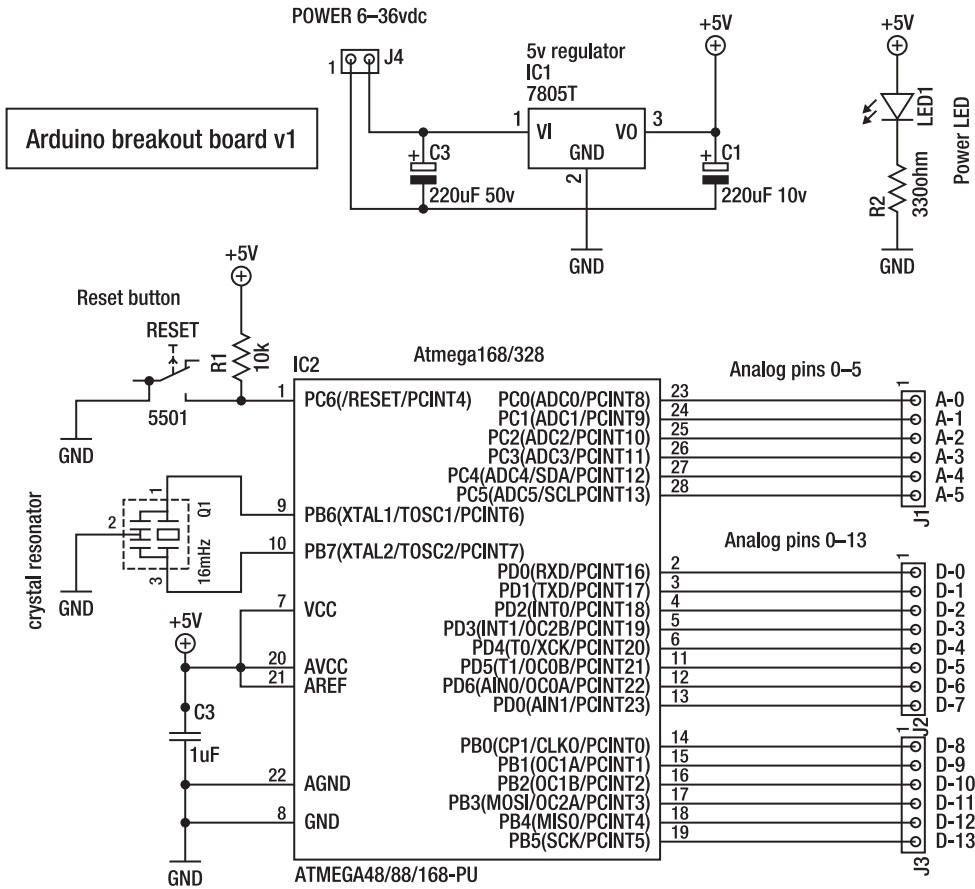 POWER 6–36vdc
1
J4
5v regulator
IC1
7805T
1 VI VO 3
GND
2
+ C3
220uF 50v
+5V
+ C1
220uF 10v
GND
+5V
LED1
Power LED
R2
330ohm
GND
Arduino breakout board v1
Reset button
RESET
5501
GND
+5V
R1
10k
crystal resonator
1
2
3
Q1
16mHz
GND
+5V
C3
1uF
GND
IC2
Atmega168/328
1 PC6(/RESET/PCINT4)
9 PB6(XTAL1/TOSC1/PCINT6)
10 PB7(XTAL2/TOSC2/PCINT7)
7 VCC
20 AVCC
21 AREF
22 AGND
8 GND
ATMEGA48/88/168-PU
Analog pins 0–5
1
PC0(ADC0/PCINT8) 23 A-0
PC1(ADC1/PCINT9) 24 A-1
PC2(ADC2/PCINT10) 25 A-2
PC3(ADC3/PCINT11) 26 A-3
PC4(ADC4/SDA/PCINT12) 27 A-4
PC5(ADC5/SCLPCINT13) 28 A-5
J1
Analog pins 0–13
1
PD0(RXD/PCINT16) 2 D-0
PD1(TXD/PCINT17) 3 D-1
PD2(INT0/PCINT18) 4 D-2
PD3(INT1/OC2B/PCINT19) 5 D-3
PD4(T0/XCK/PCINT20) 6 D-4
PD5(T1/OC0B/PCINT21) 11 D-5
PD6(AIN0/OC0A/PCINT22) 12 D-6
PD0(AIN1/PCINT23) 13 D-7
J2
1
PB0(CP1/CLKO/PCINT0) 14 D-8
PB1(OC1A/PCINT1) 15 D-9
PB2(OC1B/PCINT2) 16 D-10
PB3(MOSI/OC2A/PCINT3) 17 D-11
PB4(MISO/PCINT4) 18 D-12
PB5(SCK/PCINT5) 19 D-13
J3